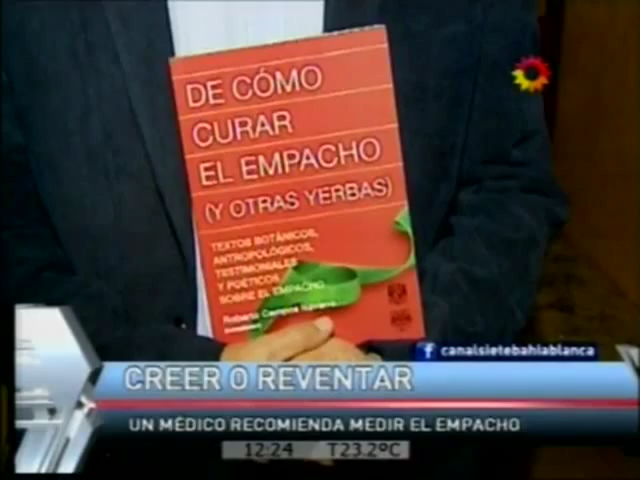 DE CÓMO
CURAR
EL EMPACHO
(Y OTRAS YERBAS)
TEXTOS BOTÁNICOS,
ANTROPOLÓGICOS,
TESTIMONIALES
Y POÉTICOS
SOBRE EL EMPACHO
Roberto Campos Navarro
canalsietebahiablanca
CREER O REVENTAR
UN MÉDICO RECOMIENDA MEDIR EL EMPACHO
12:24 T23.2°C